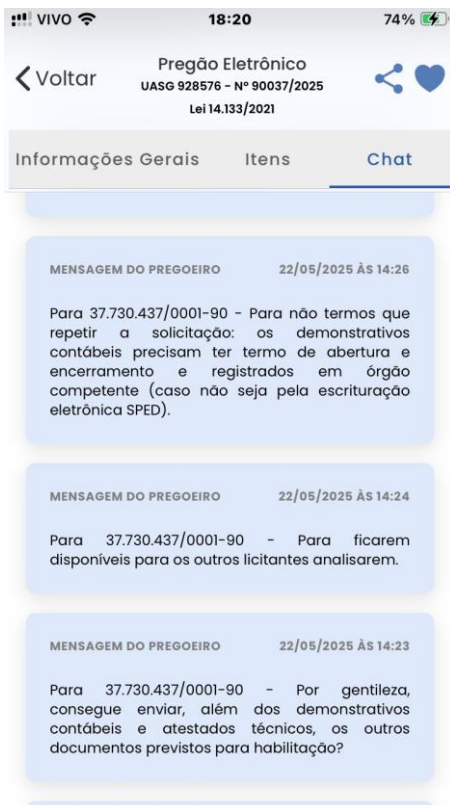 VIVO 18:20 74%
Voltar
Pregão Eletrônico
UASG 928576 - Nº 90037/2025
Lei 14.133/2021
Informações Gerais Itens Chat
MENSAGEM DO PREGOEIRO 22/05/2025 ÀS 14:26
Para 37.730.437/0001-90 - Para não termos que
repetir a solicitação: os demonstrativos
contábeis precisam ter termo de abertura e
encerramento e registrados em órgão
competente (caso não seja pela escrituração
eletrônica SPED).
MENSAGEM DO PREGOEIRO 22/05/2025 ÀS 14:24
Para 37.730.437/0001-90 - Para ficarem
disponíveis para os outros licitantes analisarem.
MENSAGEM DO PREGOEIRO 22/05/2025 ÀS 14:23
Para 37.730.437/0001-90 - Por gentileza,
consegue enviar, além dos demonstrativos
contábeis e atestados técnicos, os outros
documentos previstos para habilitação?